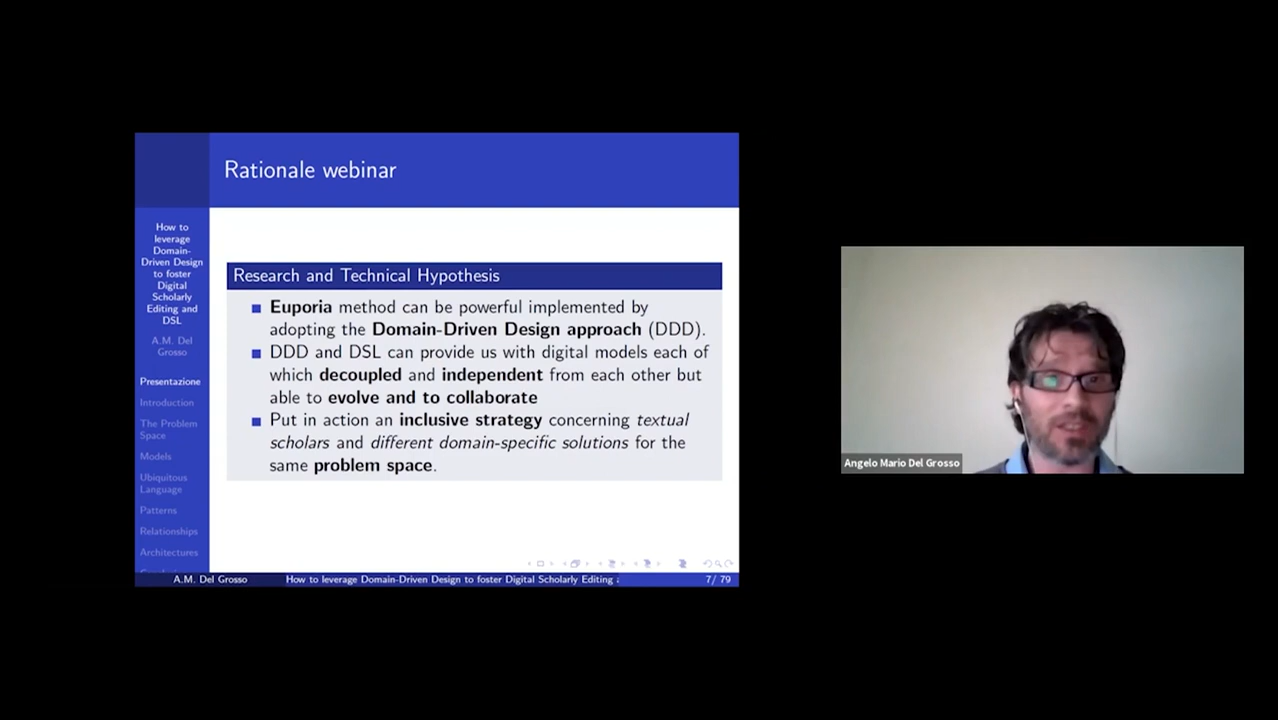 Rationale webinar
How to
leverage
Domain-
Driven Design
to foster
Digital
Scholarly
Editing and
DSL
A.M. Del
Grosso
Presentazione
Introduction
The Problem
Space
Models
Ubiquitous
Language
Patterns
Relationships
Architectures
Research and Technical Hypothesis
Euporia method can be powerful implemented by
adopting the Domain-Driven Design approach (DDD).
DDD and DSL can provide us with digital models each of
which decoupled and independent from each other but
able to evolve and to collaborate
Put in action an inclusive strategy concerning textual
scholars and different domain-specific solutions for the
same problem space.
A.M. Del Grosso
How to leverage Domain-Driven Design to foster Digital Scholarly Editing
7 / 79
Angelo Mario Del Grosso